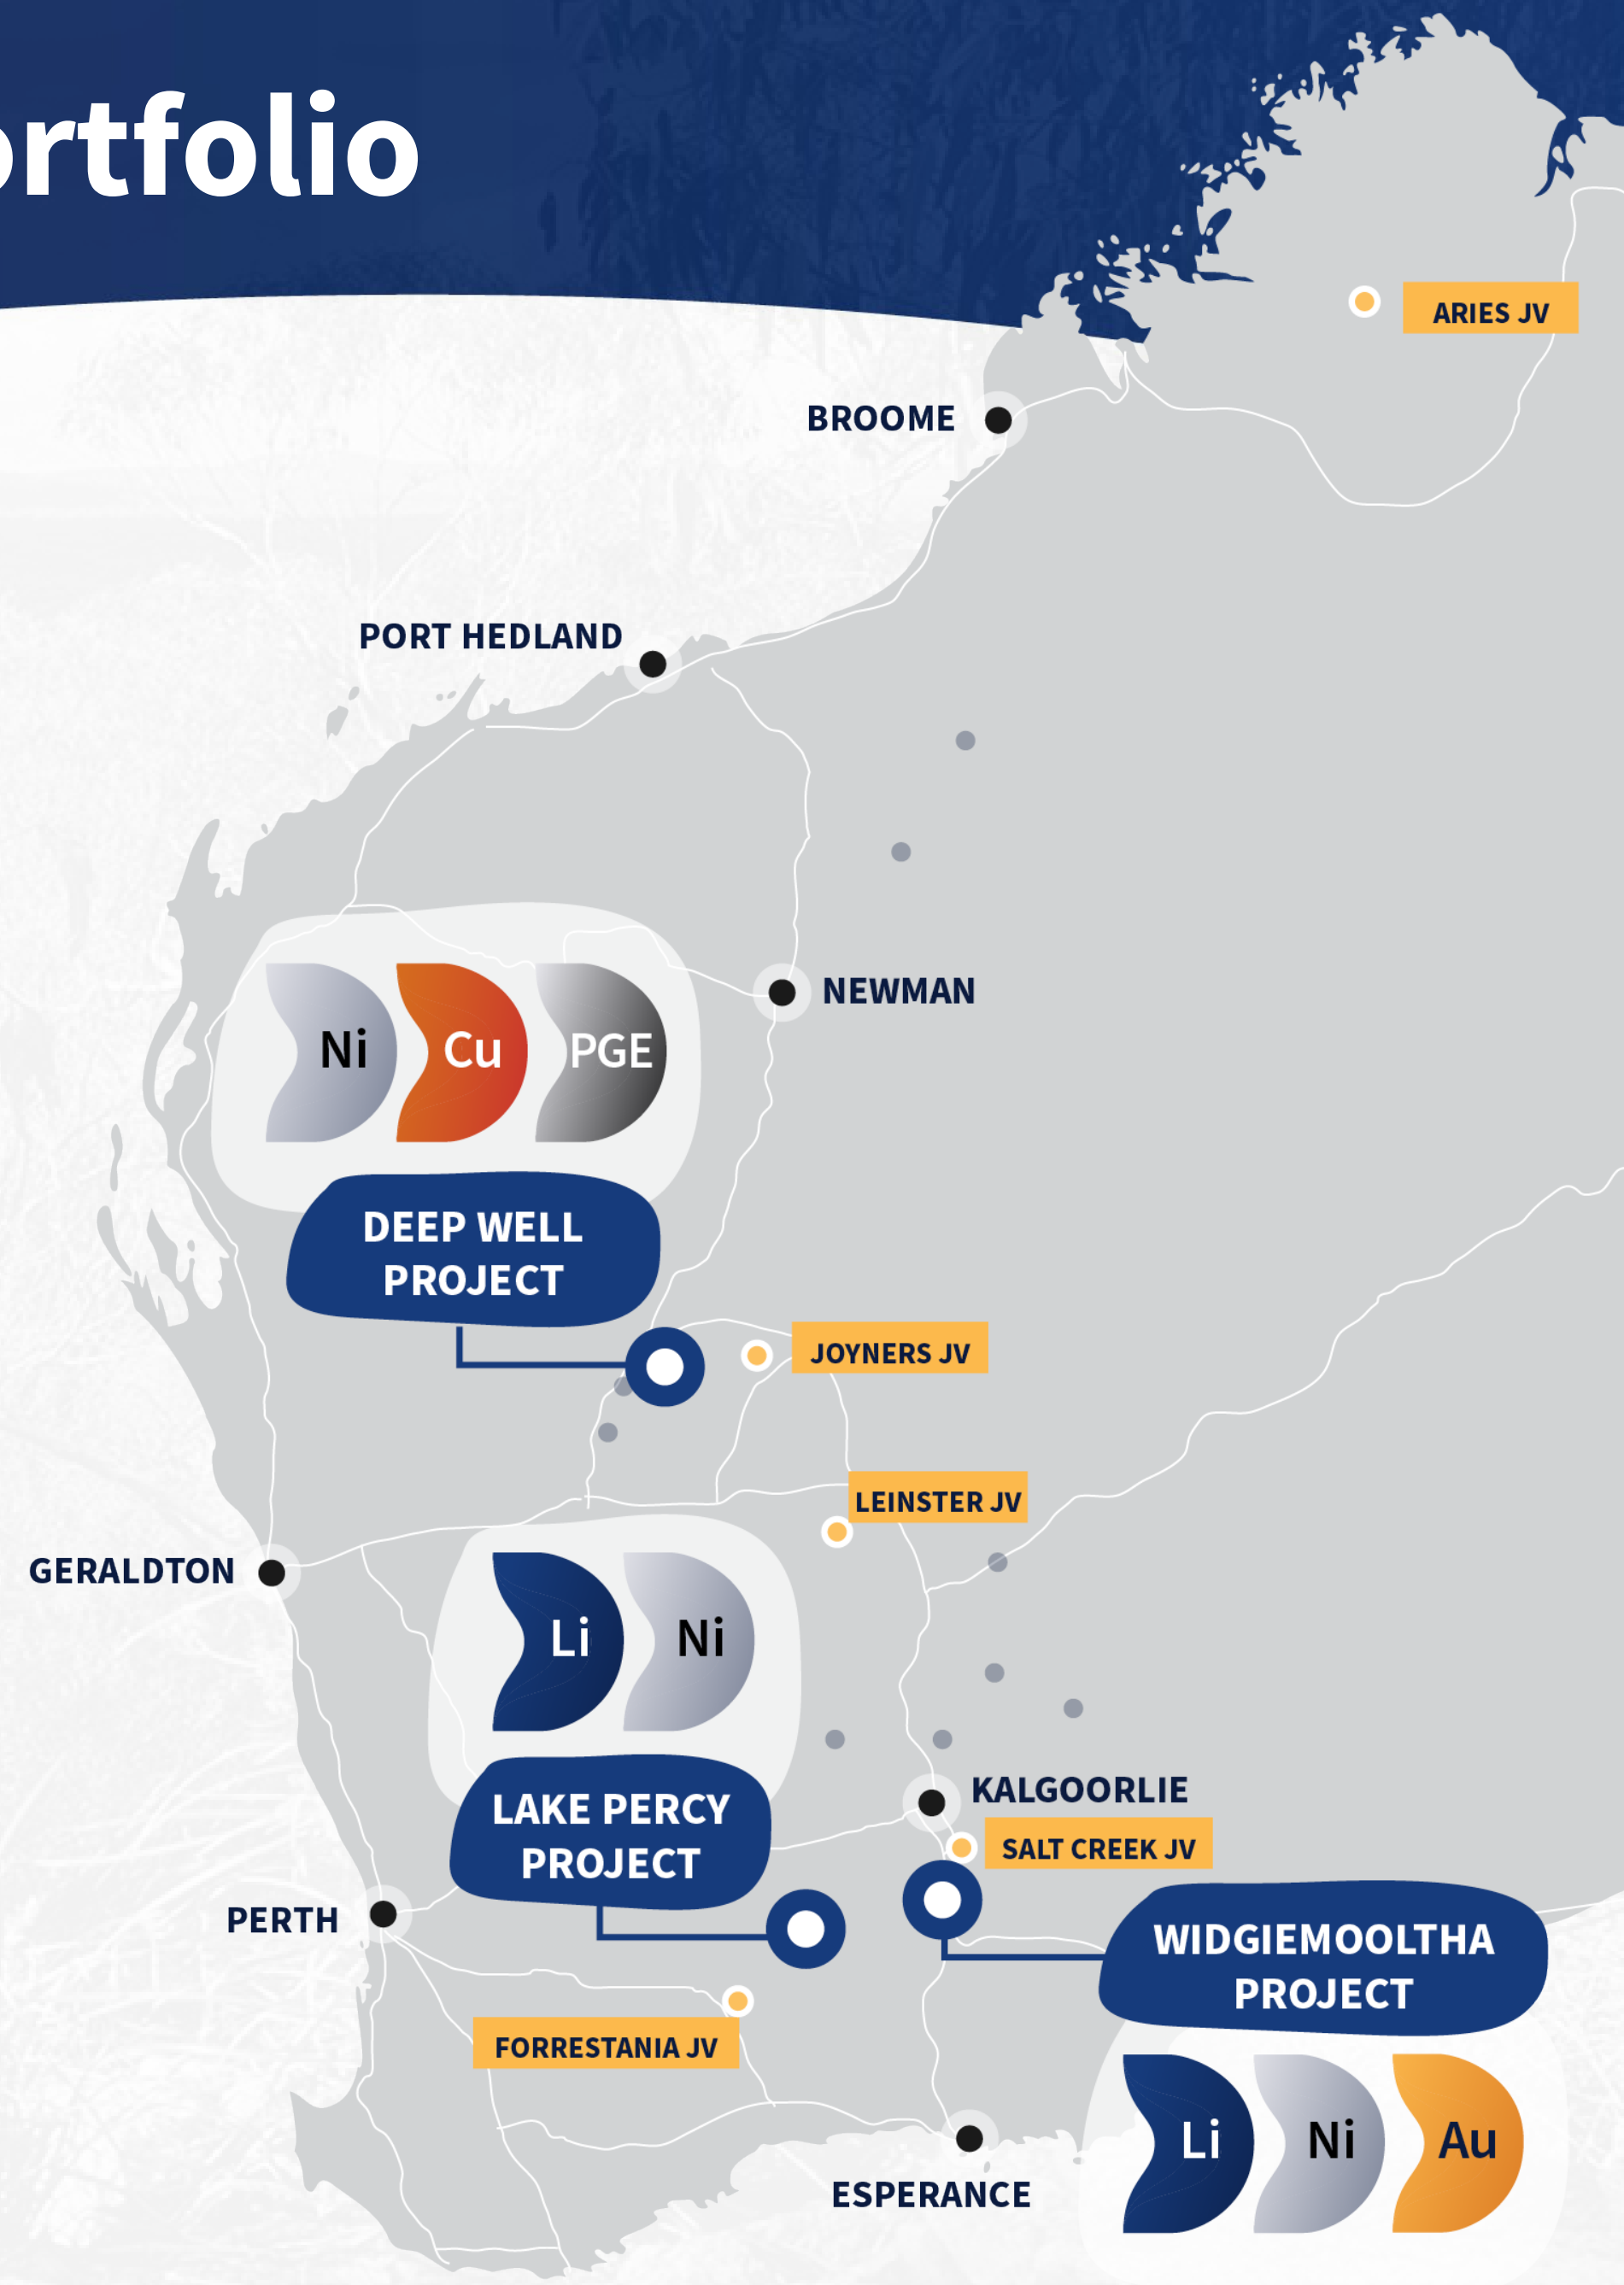 ortfolio
ARIES JV
BROOME
PORT HEDLAND
NEWMAN
Ni
Cu
PGE
DEEP WELL
PROJECT
JOYNERS JV
LEINSTER JV
GERALDTON
Li
Ni
KALGOORLIE
LAKE PERCY
PROJECT
SALT CREEK JV
PERTH
WIDGIEMOOLTHA
PROJECT
FORRESTANIA JV
Li
Ni
Au
ESPERANCE